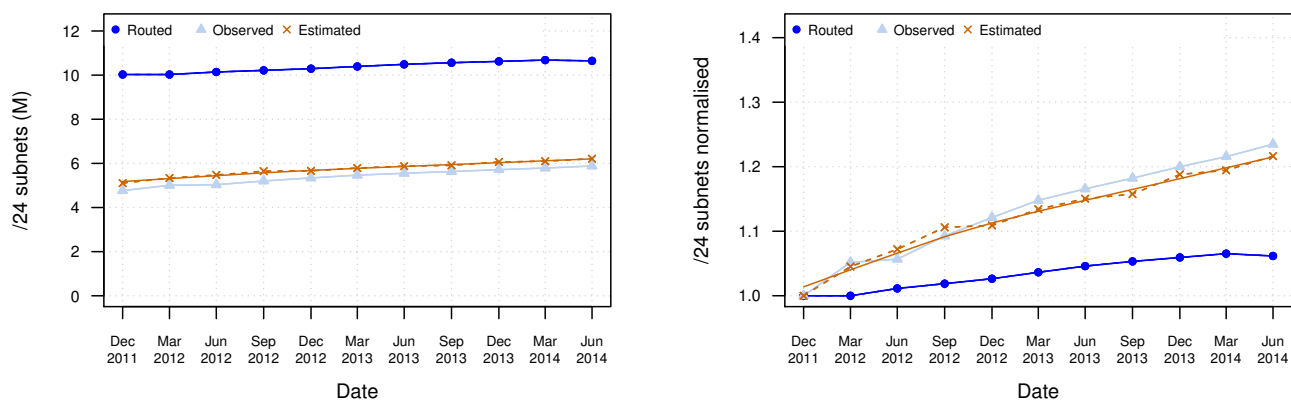 Routed Observed Estimated
12
10
8
6
4
2
0
/24 subnets (M)
Dec Mar Jun Sep Dec Mar Jun Sep Dec Mar Jun
2011 2012 2012 2012 2012 2013 2013 2013 2013 2014 2014
Date
Routed Observed Estimated
1.4
1.3
1.2
1.1
1.0
/24 subnets normalised
Dec Mar Jun Sep Dec Mar Jun Sep Dec Mar Jun
2011 2012 2012 2012 2012 2013 2013 2013 2013 2014 2014
Date